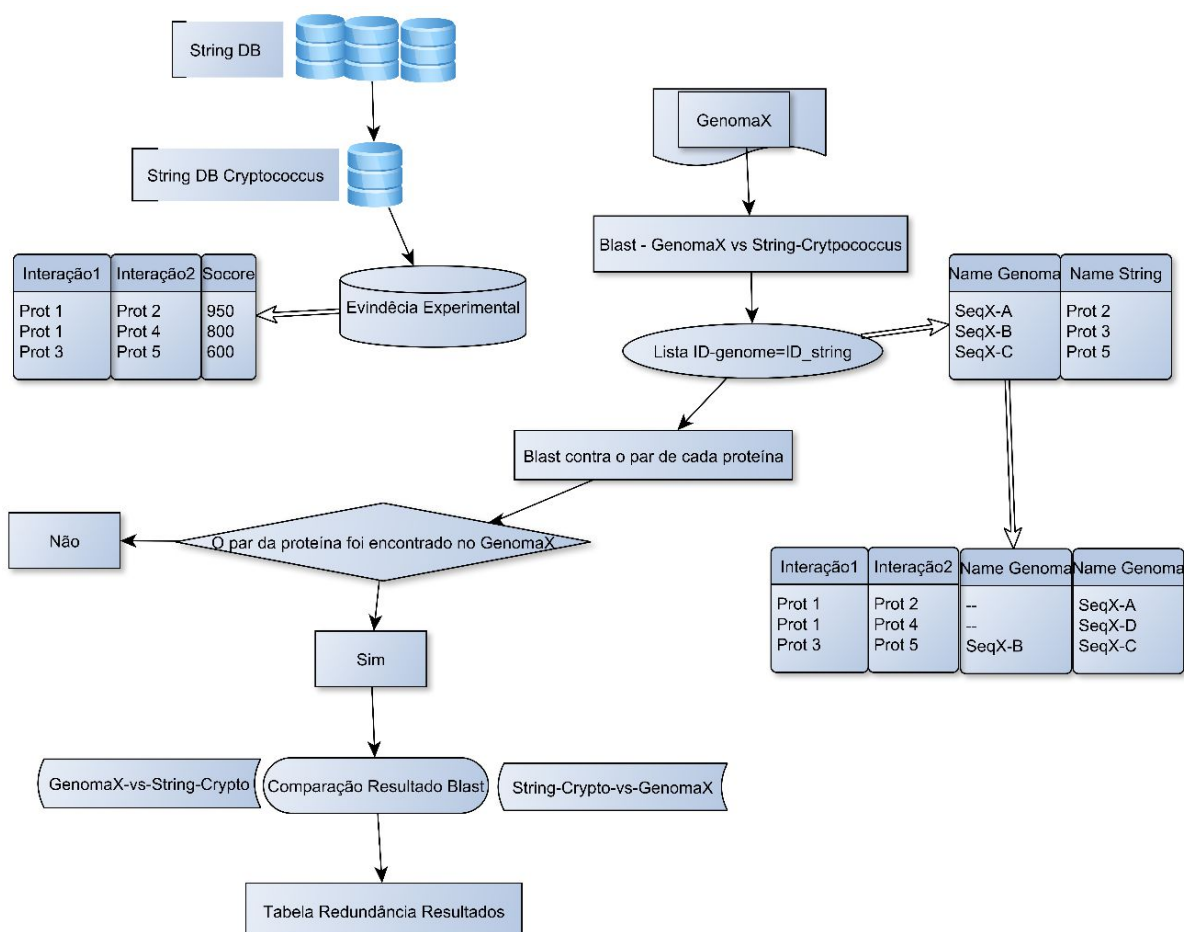 String DB
GenomaX
String DB Cryptococcus
Blast - GenomaX vs String-Crytpococcus
Interação1 Interação2 Socore
Prot 1 Prot 2 950
Prot 1 Prot 4 800
Prot 3 Prot 5 600
Evindêcia Experimental
Name Genoma Name String
SeqX-A Prot 2
SeqX-B Prot 3
SeqX-C Prot 5
Lista ID-genome=ID_string
Blast contra o par de cada proteína
Não
O par da proteína foi encontrado no GenomaX
Interação1 Interação2 Name Genoma Name Genoma
Prot 1 Prot 2 -- SeqX-A
Prot 1 Prot 4 -- SeqX-D
Prot 3 Prot 5 SeqX-B SeqX-C
Sim
GenomaX-vs-String-Crypto
Comparação Resultado Blast
String-Crypto-vs-GenomaX
Tabela Redundância Resultados